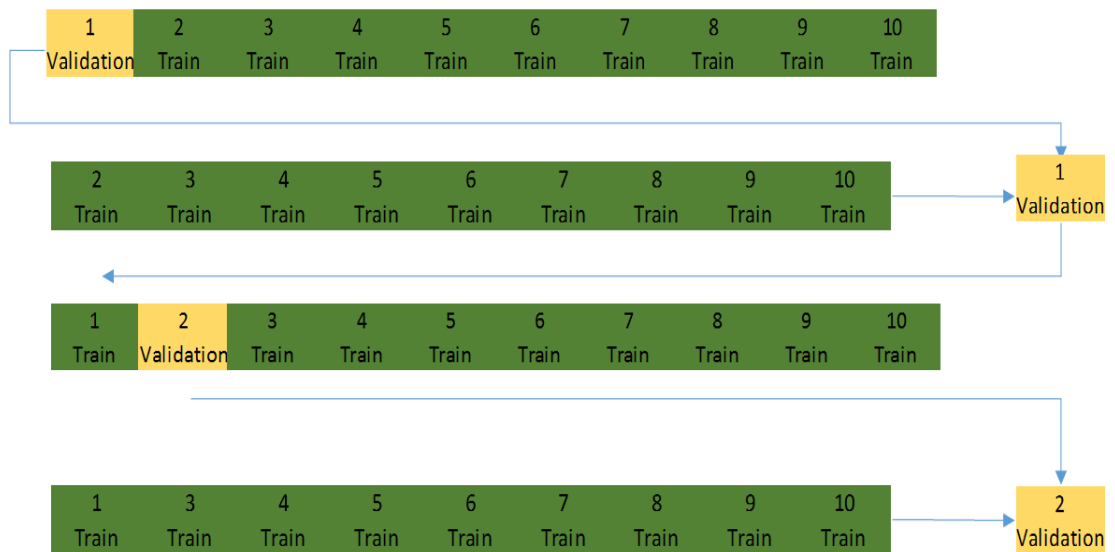 1 2 3 4 5 6 7 8 9 10
Validation Train Train Train Train Train Train Train Train Train
2 3 4 5 6 7 8 9 10 1
Train Train Train Train Train Train Train Train Train Validation
1 2 3 4 5 6 7 8 9 10
Train Validation Train Train Train Train Train Train Train Train
1 3 4 5 6 7 8 9 10 2
Train Train Train Train Train Train Train Train Train Validation